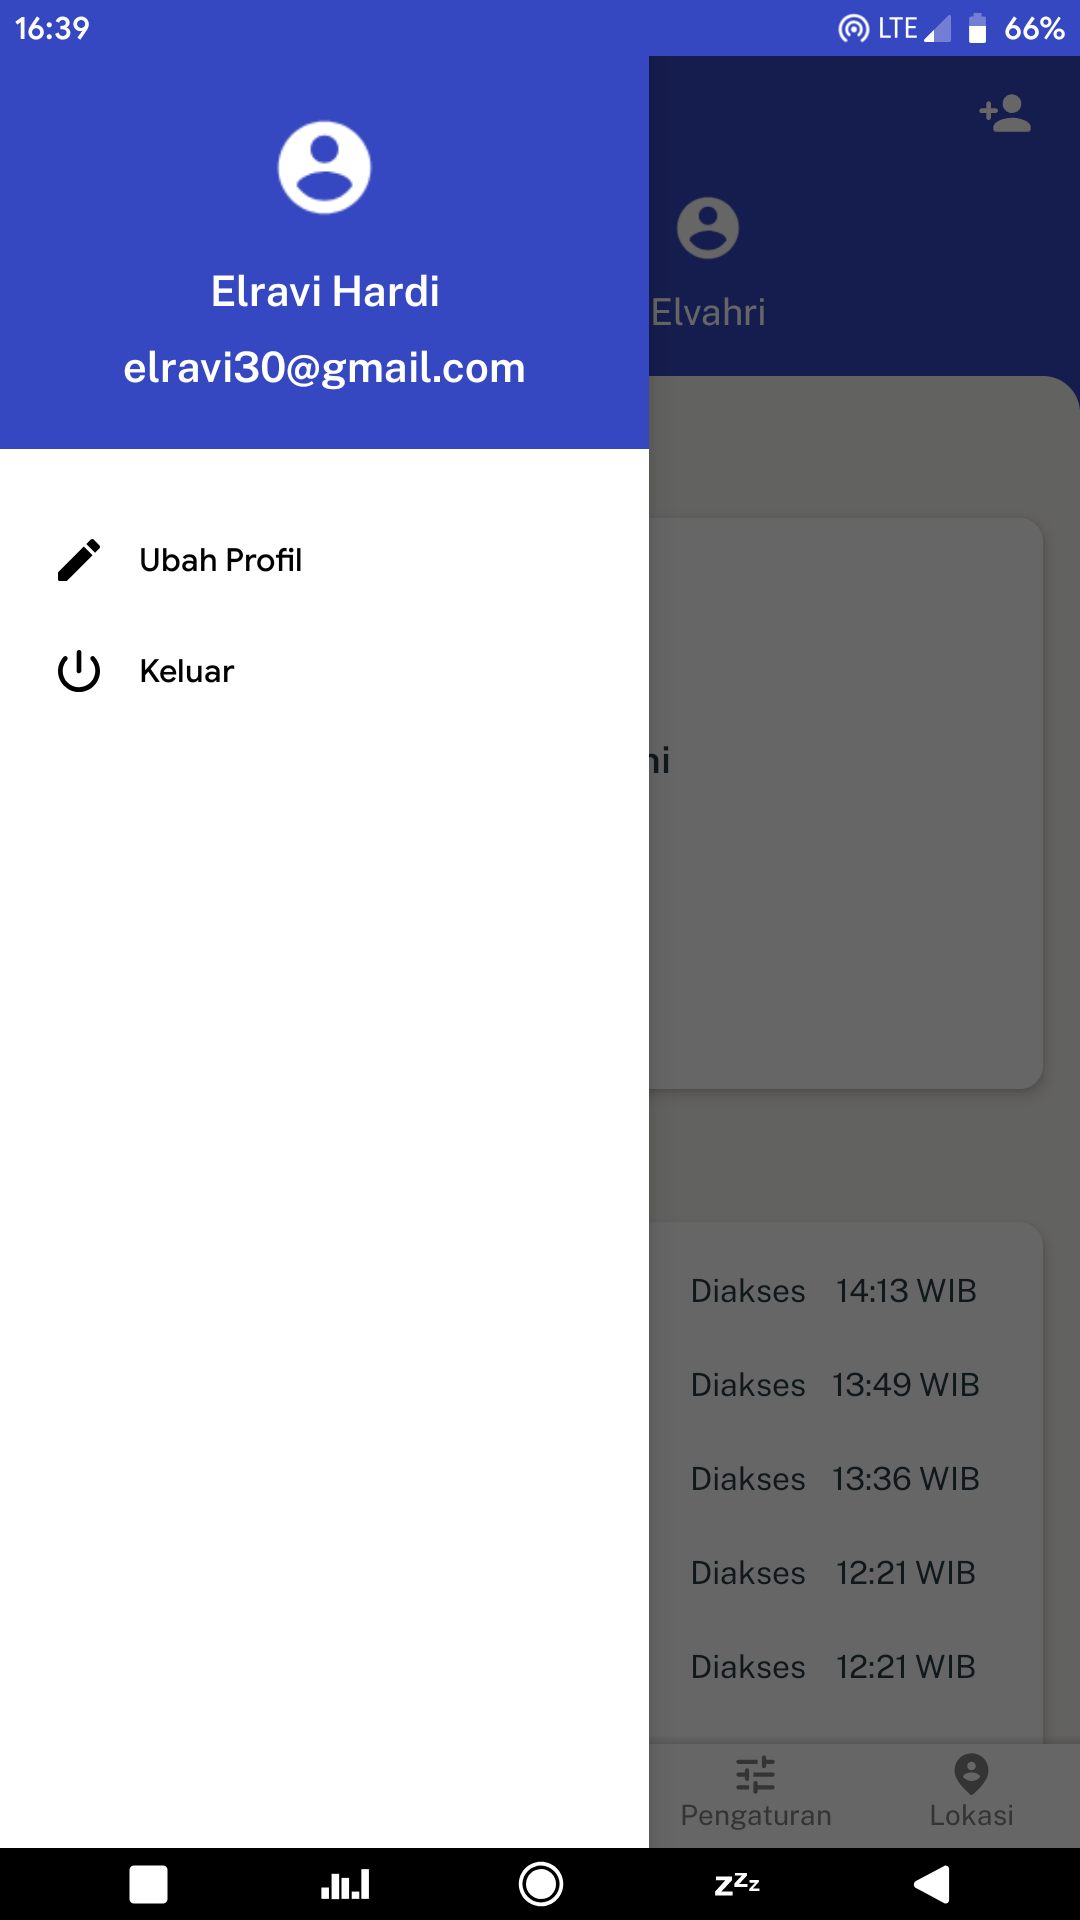 16:39 LTE 66%
Elravi Hardi
elravi30@gmail.com
Elvahri
Ubah Profil
Keluar
Diakses 14:13 WIB
Diakses 13:49 WIB
Diakses 13:36 WIB
Diakses 12:21 WIB
Diakses 12:21 WIB
Pengaturan Lokasi
zzz